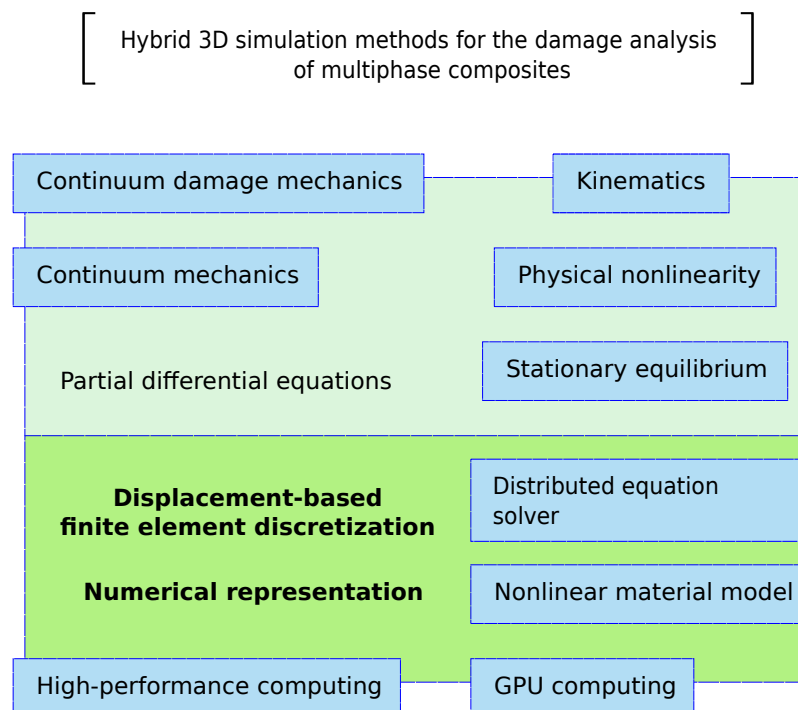 Hybrid 3D simulation methods for the damage analysis
of multiphase composites
Continuum damage mechanics
Kinematics
Continuum mechanics
Physical nonlinearity
Partial differential equations
Stationary equilibrium
Displacement-based
finite element discretization
Distributed equation
solver
Numerical representation
Nonlinear material model
High-performance computing
GPU computing